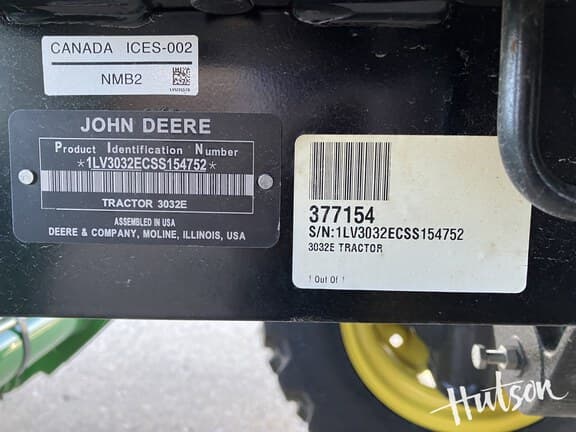 CANADA ICES-002
NMB2
JOHN DEERE
Product Identification Number
*1LV3032ECSS154752*
TRACTOR 3032E
ASSEMBLED IN USA
DEERE & COMPANY, MOLINE, ILLINOIS, USA
377154
S/N:1LV3032ECSS154752
3032E TRACTOR
1 Out Of 1
Hutson